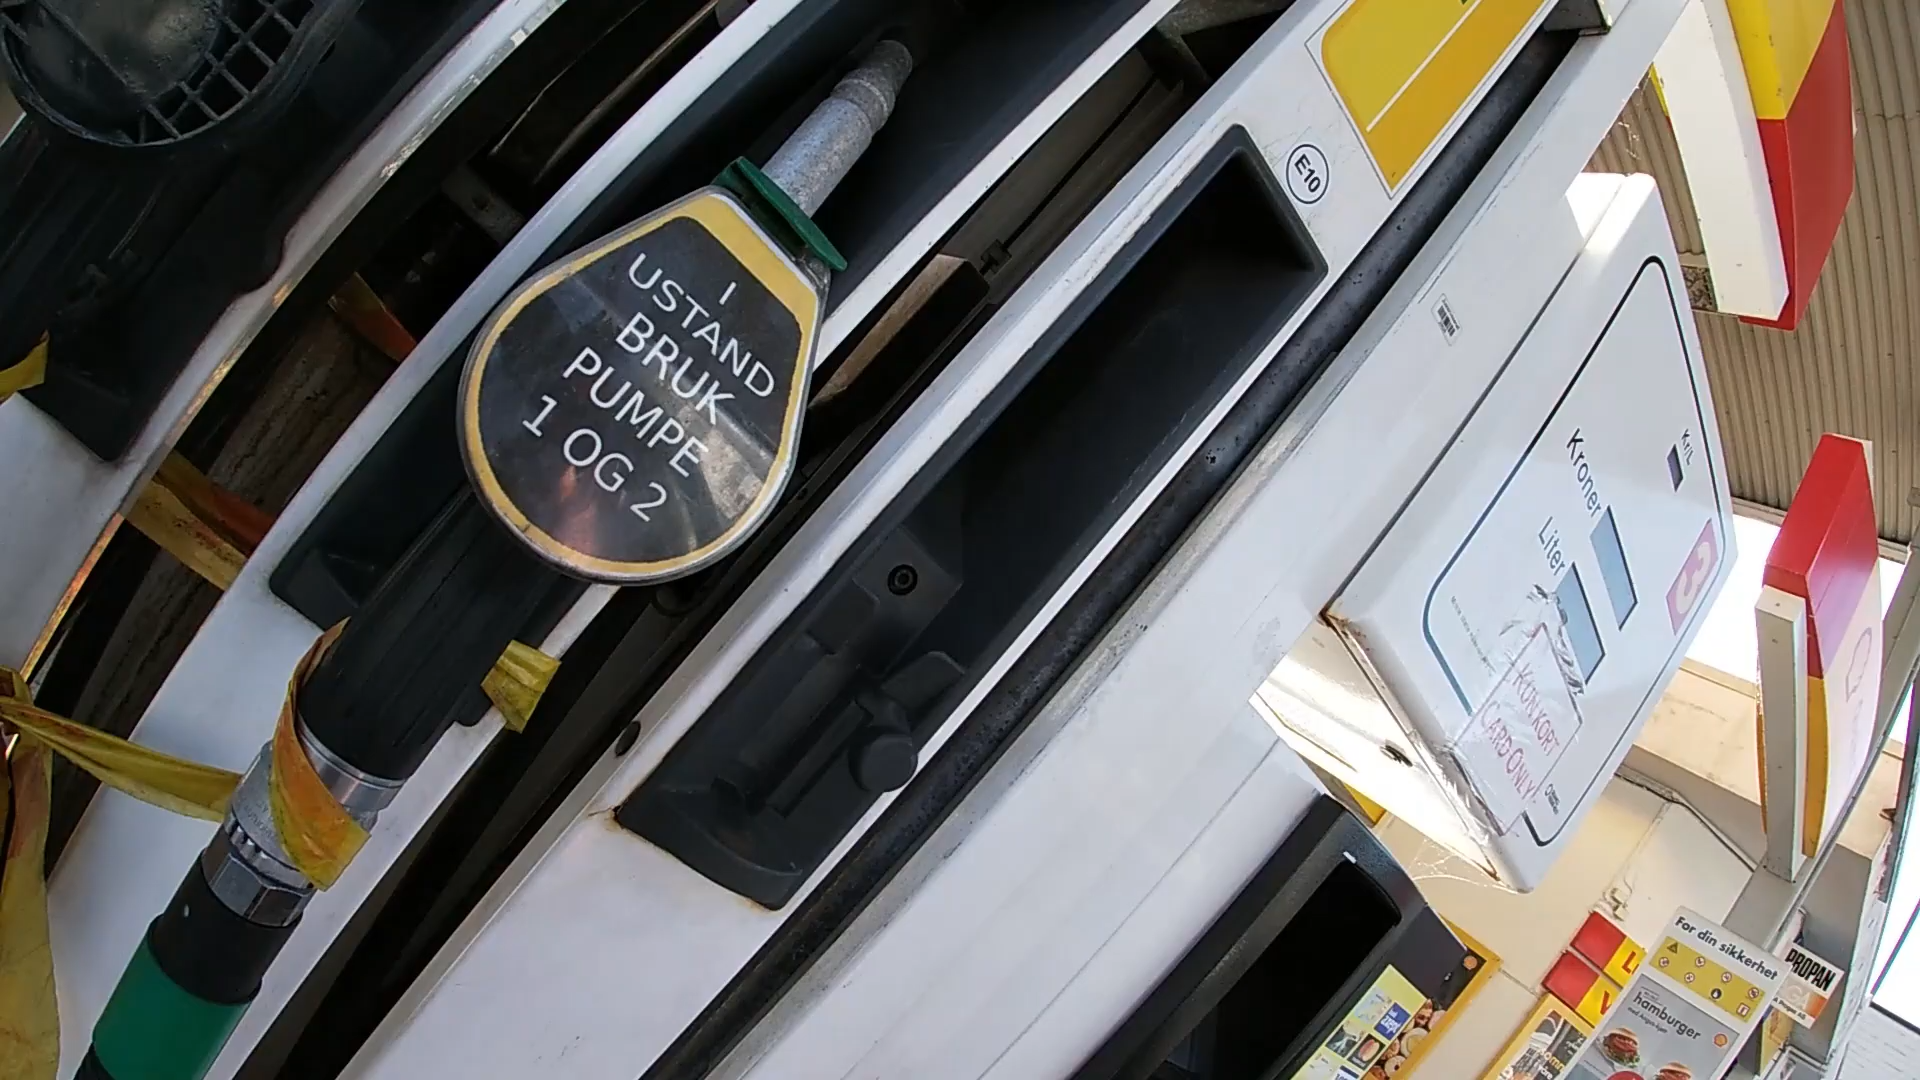 I
USTAND
BRUK
PUMPE
1 OG 2
E10
Kr/L
Kroner
Liter
3
KUN KORT
CARD ONLY!
For din sikkerhet
hamburger
PROPAN